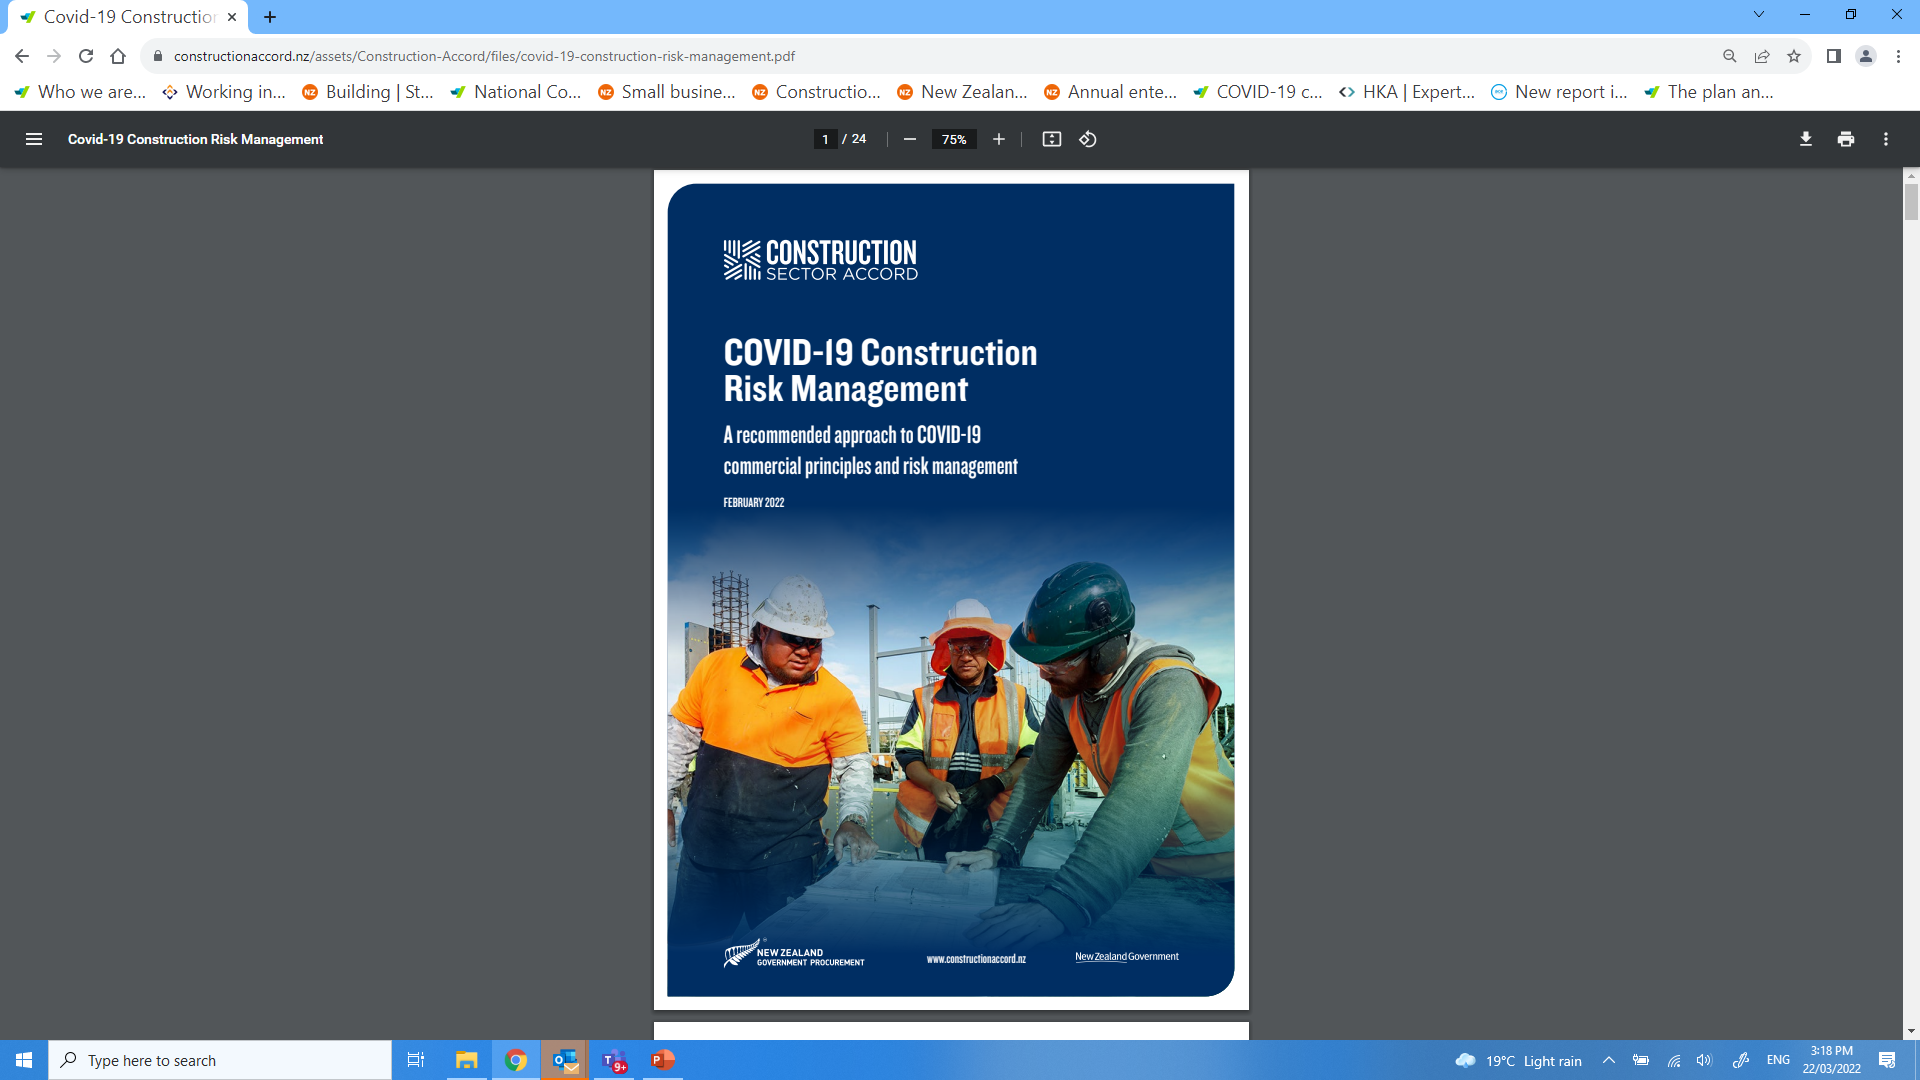 Covid-19 Construction
constructionaccord.nz/assets/Construction-Accord/files/covid-19-construction-risk-management.pdf
Who we are... Working in... Building | St... National Co... Small busine... Constructio... New Zealan... Annual ente... COVID-19 c... HKA | Expert... New report i... The plan an...
Covid-19 Construction Risk Management 1 / 24 75%
CONSTRUCTION
SECTOR ACCORD
COVID-19 Construction
Risk Management
A recommended approach to COVID-19
commercial principles and risk management
FEBRUARY 2022
NEW ZEALAND
GOVERNMENT PROCUREMENT
www.constructionaccord.nz
New Zealand Government
Type here to search
9+
19°C Light rain
ENG
3:18 PM
22/03/2022